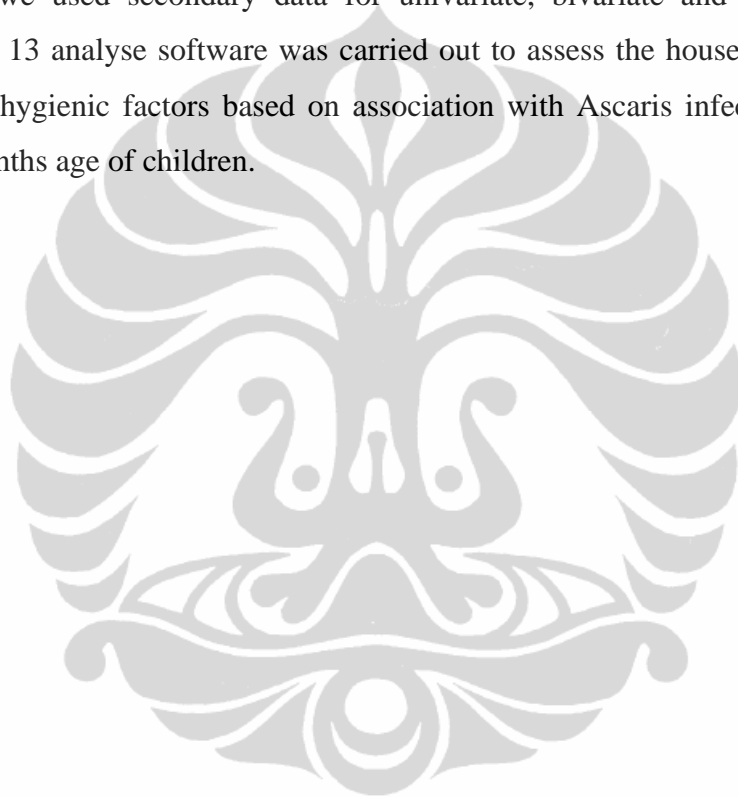 we used secondary data for univariate, bivariate and
13 analyse software was carried out to assess the house
hygienic factors based on association with Ascaris infec
nths age of children.